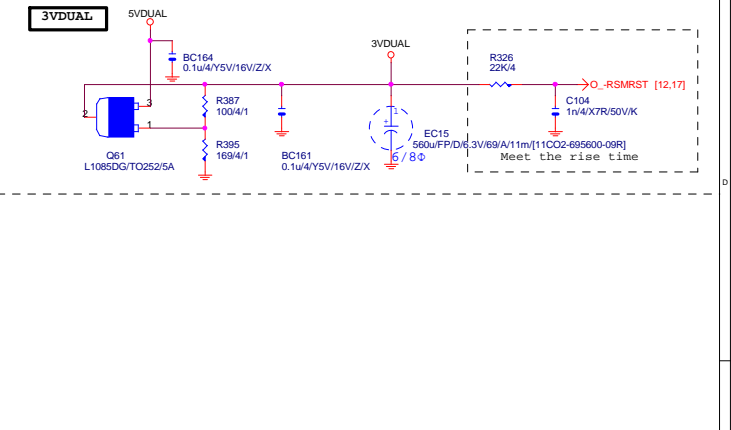 3VDUAL
5VDUAL
BC164
0.1u/4/Y5V/16V/Z/X
3VDUAL
R326
22K/4
O_-RSMRST [12,17]
3
2
1
R387
100/4/1
C104
1n/4/X7R/50V/K
1
+
EC15
560u/FP/D/6.3V/69/A/11m/[11CO2-695600-09R]
R395
169/4/1
Q61
L1085DG/TO252/5A
BC161
0.1u/4/Y5V/16V/Z/X
6/8Φ
Meet the rise time
D